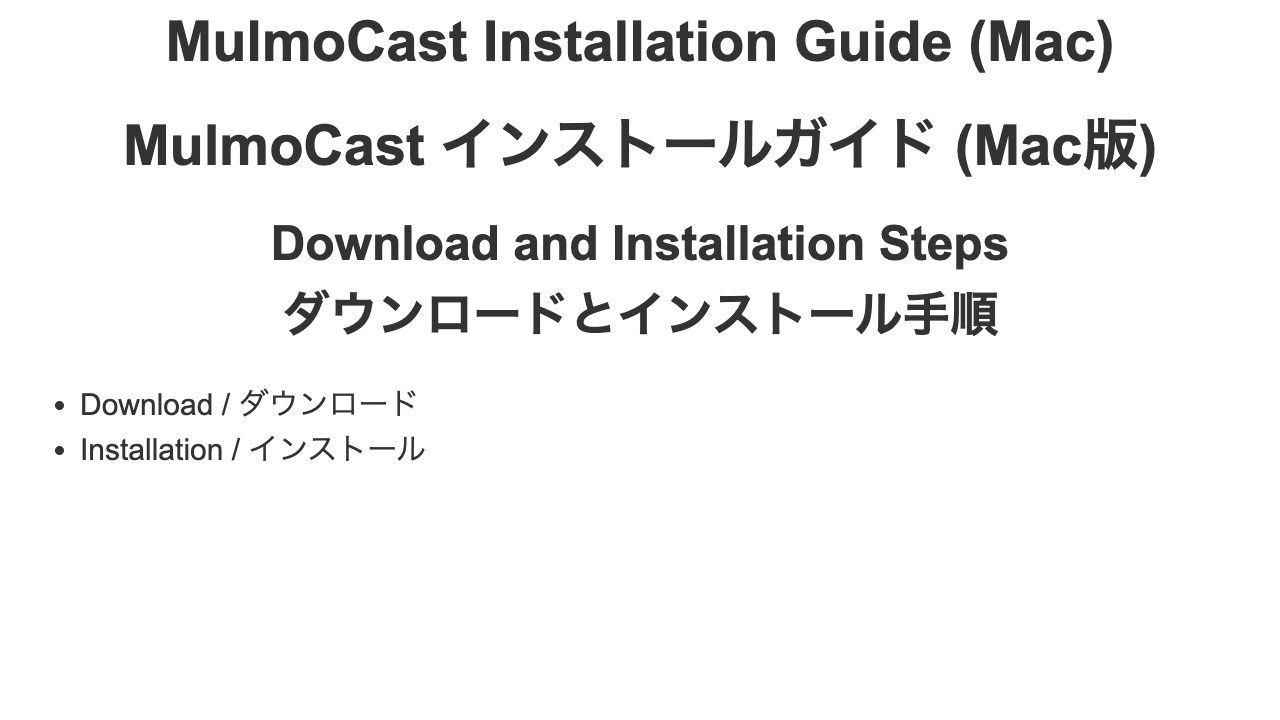 MulmoCast Installation Guide (Mac)
MulmoCast インストールガイド (Mac版)
Download and Installation Steps
ダウンロードとインストール手順
• Download / ダウンロード
• Installation / インストール